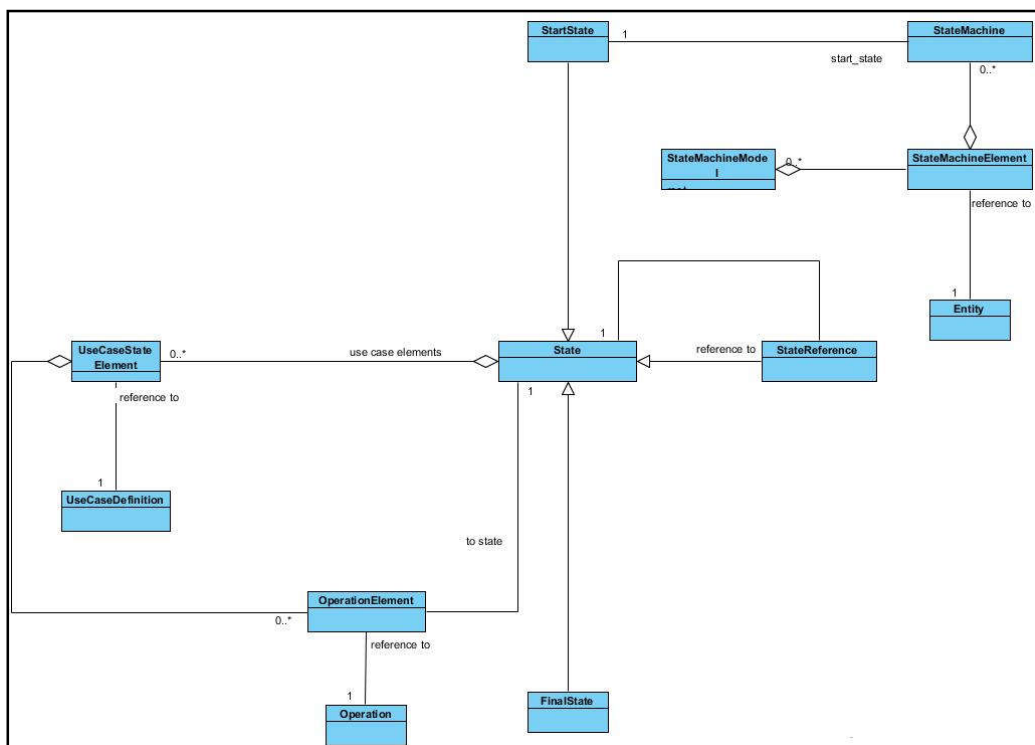 StartState
1
StateMachine
start_state
0..*
StateMachineMode
l
0..*
StateMachineElement
reference to
1
Entity
1
UseCaseState
Element
0..*
use case elements
State
reference to
StateReference
1
reference to
1
UseCaseDefinition
to state
OperationElement
0..*
reference to
1
Operation
FinalState